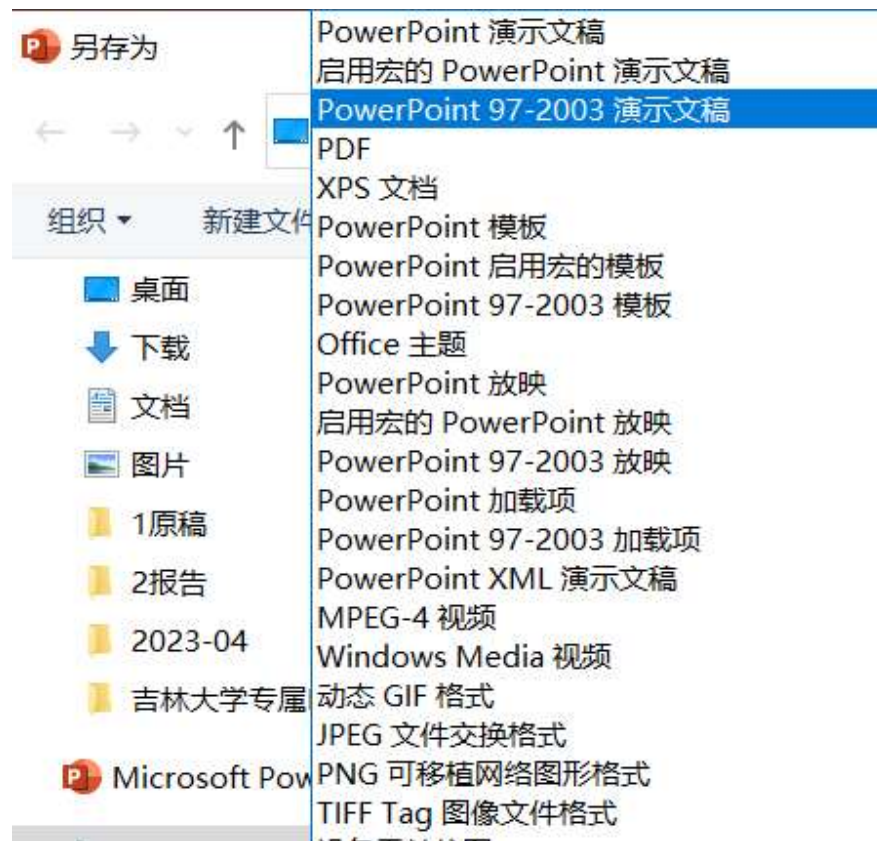 另存为
组织
新建文件
桌面
下载
文档
图片
1原稿
2报告
2023-04
吉林大学专属
Microsoft Pow
PowerPoint 演示文稿
启用宏的 PowerPoint 演示文稿
PowerPoint 97-2003 演示文稿
PDF
XPS 文档
PowerPoint 模板
PowerPoint 启用宏的模板
PowerPoint 97-2003 模板
Office 主题
PowerPoint 放映
启用宏的 PowerPoint 放映
PowerPoint 97-2003 放映
PowerPoint 加载项
PowerPoint 97-2003 加载项
PowerPoint XML 演示文稿
MPEG-4 视频
Windows Media 视频
动态 GIF 格式
JPEG 文件交换格式
PNG 可移植网络图形格式
TIFF Tag 图像文件格式